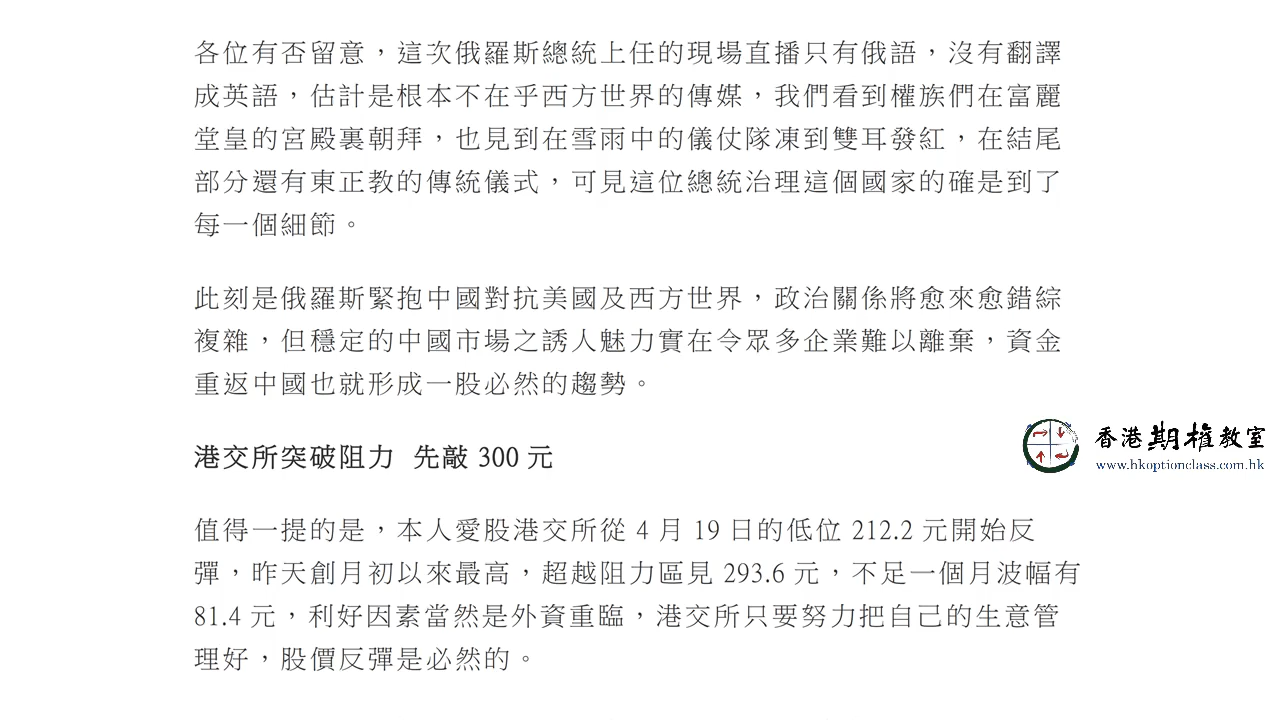 各位有否留意，這次俄羅斯總統上任的現場直播只有俄語，沒有翻譯
成英語，估計是根本不在乎西方世界的傳媒，我們看到權族們在富麗
堂皇的宮殿裏朝拜，也見到在雪雨中的儀仗隊凍到雙耳發紅，在結尾
部分還有東正教的傳統儀式，可見這位總統治理這個國家的確是到了
每一個細節。
此刻是俄羅斯緊抱中國對抗美國及西方世界，政治關係將愈來愈錯綜
複雜，但穩定的中國市場之誘人魅力實在令眾多企業難以離棄，資金
重返中國也就形成一股必然的趨勢。
港交所突破阻力 先敲 300 元
香港期權教室
www.hkoptionclass.com.hk
值得一提的是，本人愛股港交所從 4 月 19 日的低位 212.2 元開始反
彈，昨天創月初以來最高，超越阻力區見 293.6 元，不足一個月波幅有
81.4 元，利好因素當然是外資重臨，港交所只要努力把自己的生意管
理好，股價反彈是必然的。